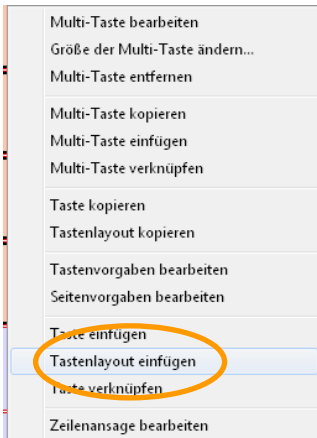 Multi-Taste bearbeiten
Größe der Multi-Taste ändern...
Multi-Taste entfernen
Multi-Taste kopieren
Multi-Taste einfügen
Multi-Taste verknüpfen
Taste kopieren
Tastenlayout kopieren
Tastenvorgaben bearbeiten
Seitenvorgaben bearbeiten
Taste einfügen
Tastenlayout einfügen
Taste verknüpfen
Zeilenansage bearbeiten